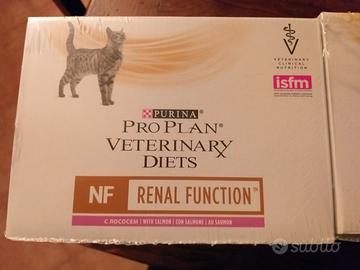 VETERINARY
CLINICAL
NUTRITION
isfm
PURINA®
PRO PLAN®
VETERINARY
DIETS
NF RENAL FUNCTION™
С ЛОСОСЕМ | WITH SALMON | CON SALMONE | AU SAUMON
subito